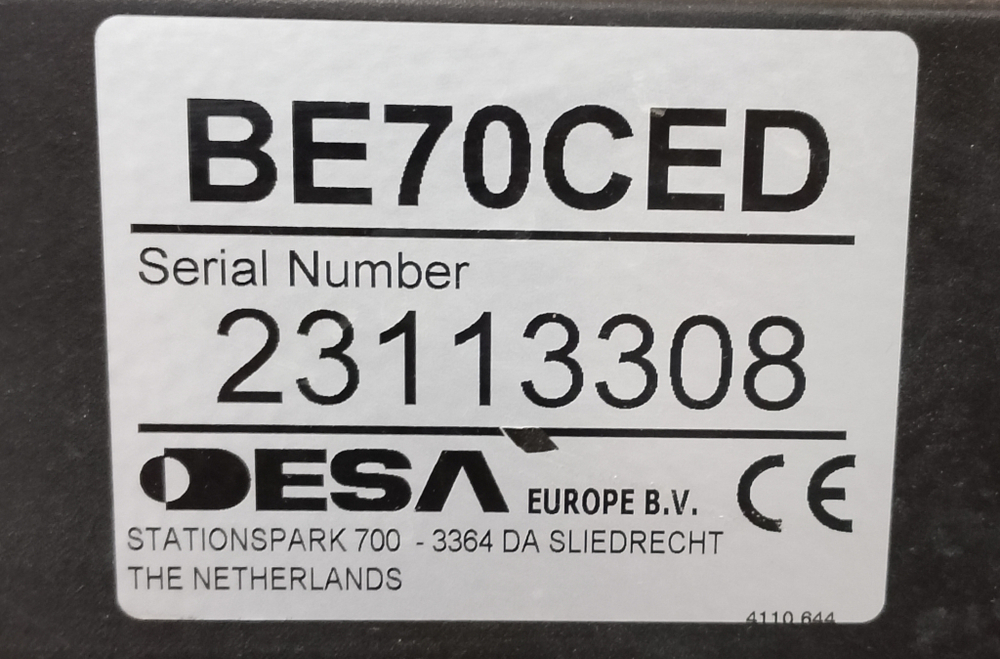 BE70CED
Serial Number
23113308
DESA EUROPE B.V. CE
STATIONSPARK 700 - 3364 DA SLIEDRECHT
THE NETHERLANDS
4110 644